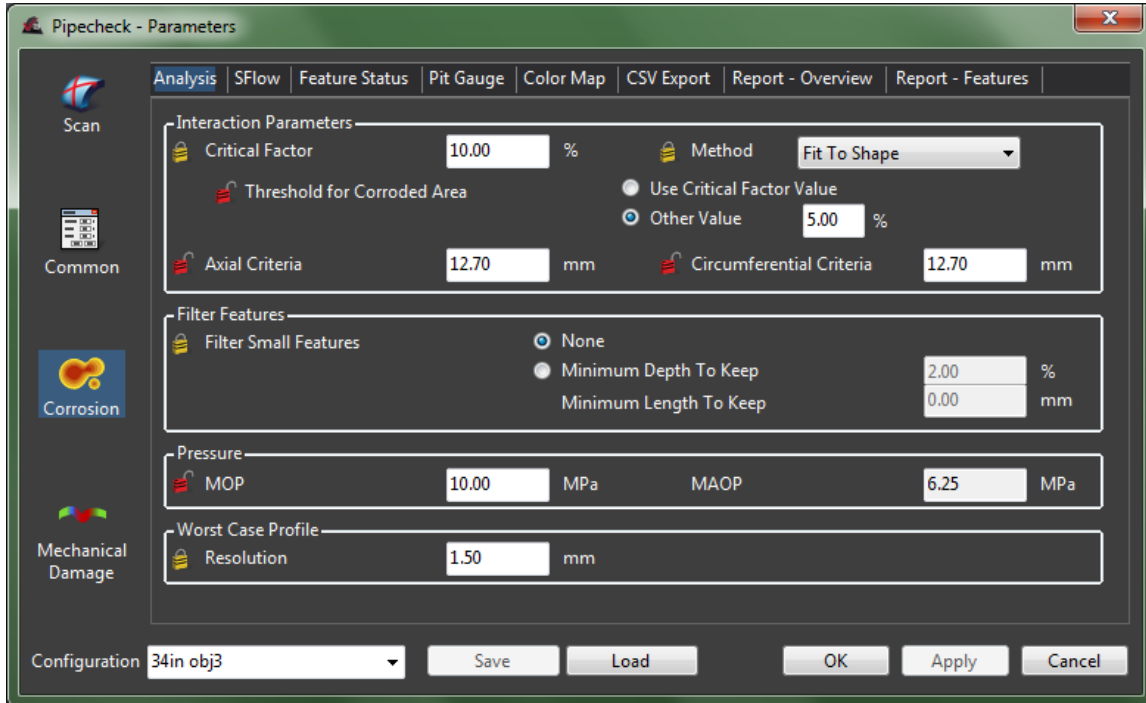 Pipecheck - Parameters
Analysis SFlow Feature Status Pit Gauge Color Map CSV Export Report - Overview Report - Features
Scan
Common
Corrosion
Mechanical
Damage
Interaction Parameters
Critical Factor 10.00 % Method Fit To Shape
Threshold for Corroded Area Use Critical Factor Value
Other Value 5.00 %
Axial Criteria 12.70 mm Circumferential Criteria 12.70 mm
Filter Features
Filter Small Features None
Minimum Depth To Keep 2.00 %
Minimum Length To Keep 0.00 mm
Pressure
MOP 10.00 MPa MAOP 6.25 MPa
Worst Case Profile
Resolution 1.50 mm
Configuration 34in obj3 Save Load OK Apply Cancel